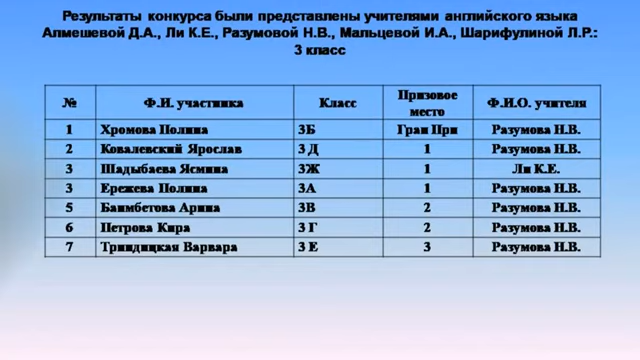 Результаты конкурса были представлены учителями английского языка
Алмешевой Д.А., Ли К.Е., Разумовой Н.В., Мальцевой И.А., Шарифулиной Л.Р.:
3 класс
№ Ф.И. участника Класс Призовое место Ф.И.О. учителя
1 Хромова Полина 3Б Гран При Разумова Н.В.
2 Ковалевский Ярослав 3 Д 1 Разумова Н.В.
3 Шадыбаева Ясмина 3Ж 1 Ли К.Е.
3 Ережева Полина 3А 1 Разумова Н.В.
5 Баимбетова Арина 3В 2 Разумова Н.В.
6 Петрова Кира 3 Г 2 Разумова Н.В.
7 Триндицкая Варвара 3 Е 3 Разумова Н.В.